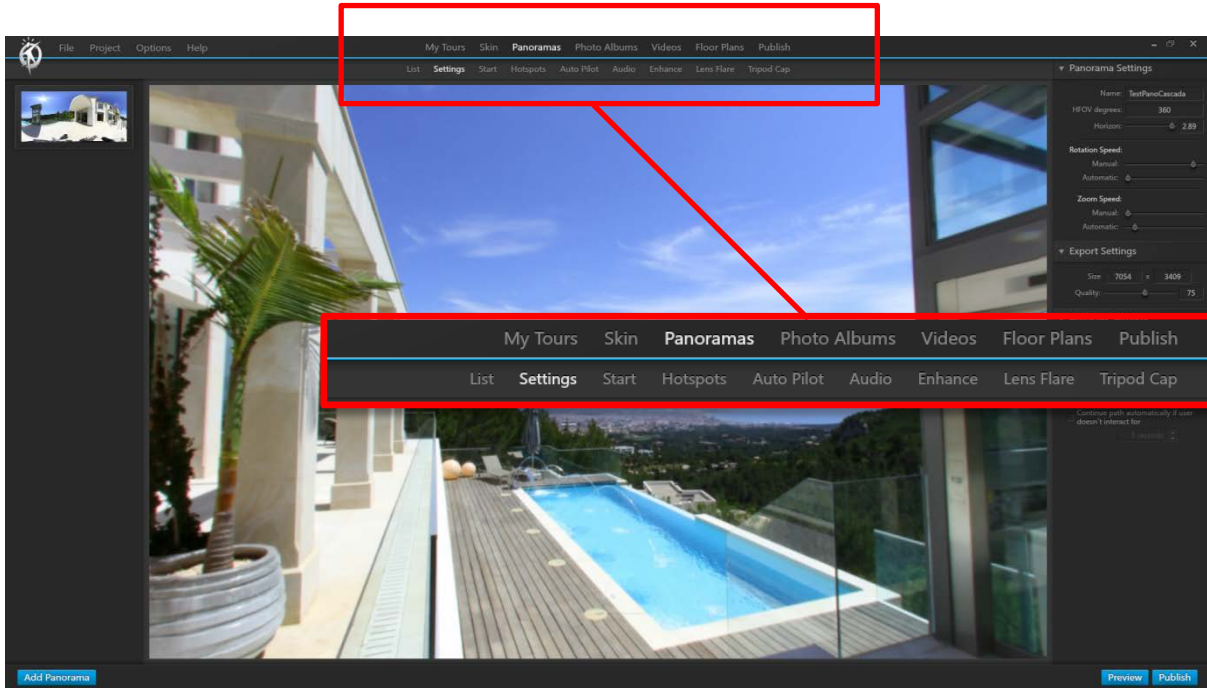 File Project Options Help My Tours Skin Panoramas Photo Albums Videos Floor Plans Publish
List Settings Start Hotspots Auto Pilot Audio Enhance Lens Flare Tripod Cap
Panorama Settings
Name: TestPanoCascada
HFOV degrees: 360
Horizon: 2.89
Rotation Speed:
Manual:
Automatic:
Zoom Speed:
Manual:
Automatic:
Export Settings
Size 7054 x 3409
Quality: 75
My Tours Skin Panoramas Photo Albums Videos Floor Plans Publish
List Settings Start Hotspots Auto Pilot Audio Enhance Lens Flare Tripod Cap
Continue path automatically if user
doesn't interact for
5 seconds
Add Panorama Preview Publish